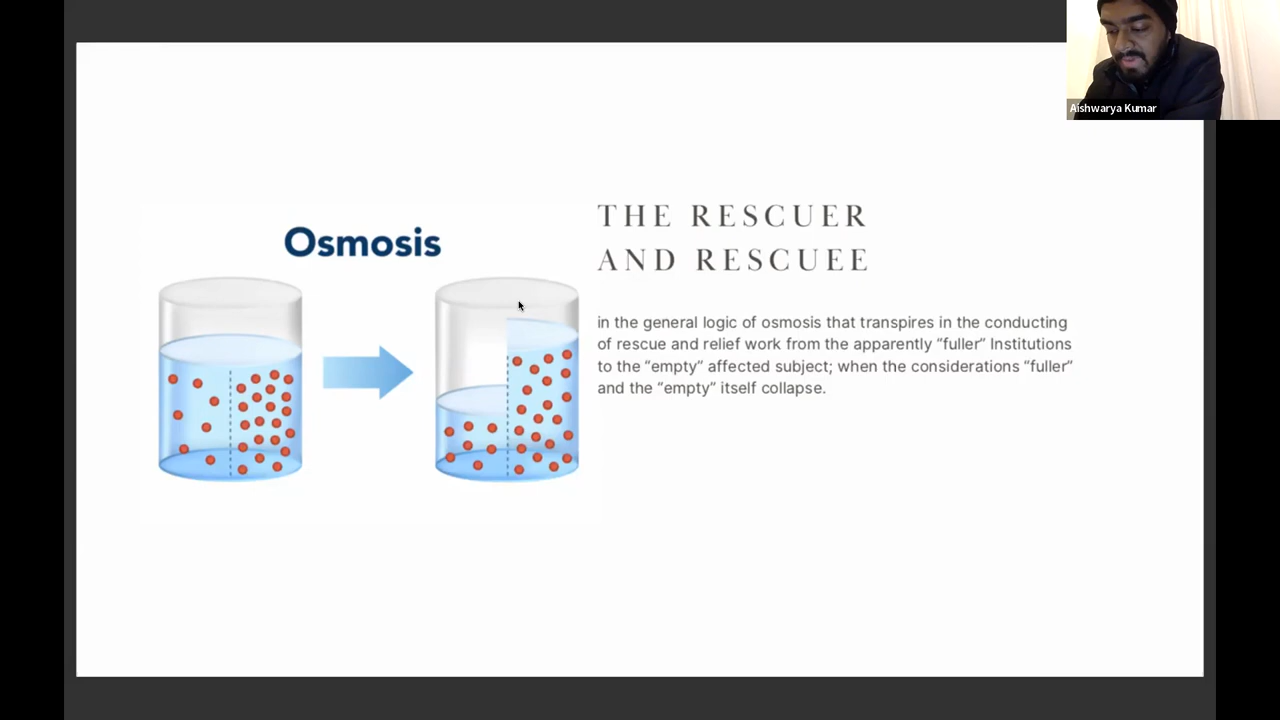 Aishwarya Kumar
Osmosis
THE RESCUER
AND RESCUEE
in the general logic of osmosis that transpires in the conducting
of rescue and relief work from the apparently “fuller” Institutions
to the “empty” affected subject; when the considerations “fuller”
and the “empty” itself collapse.